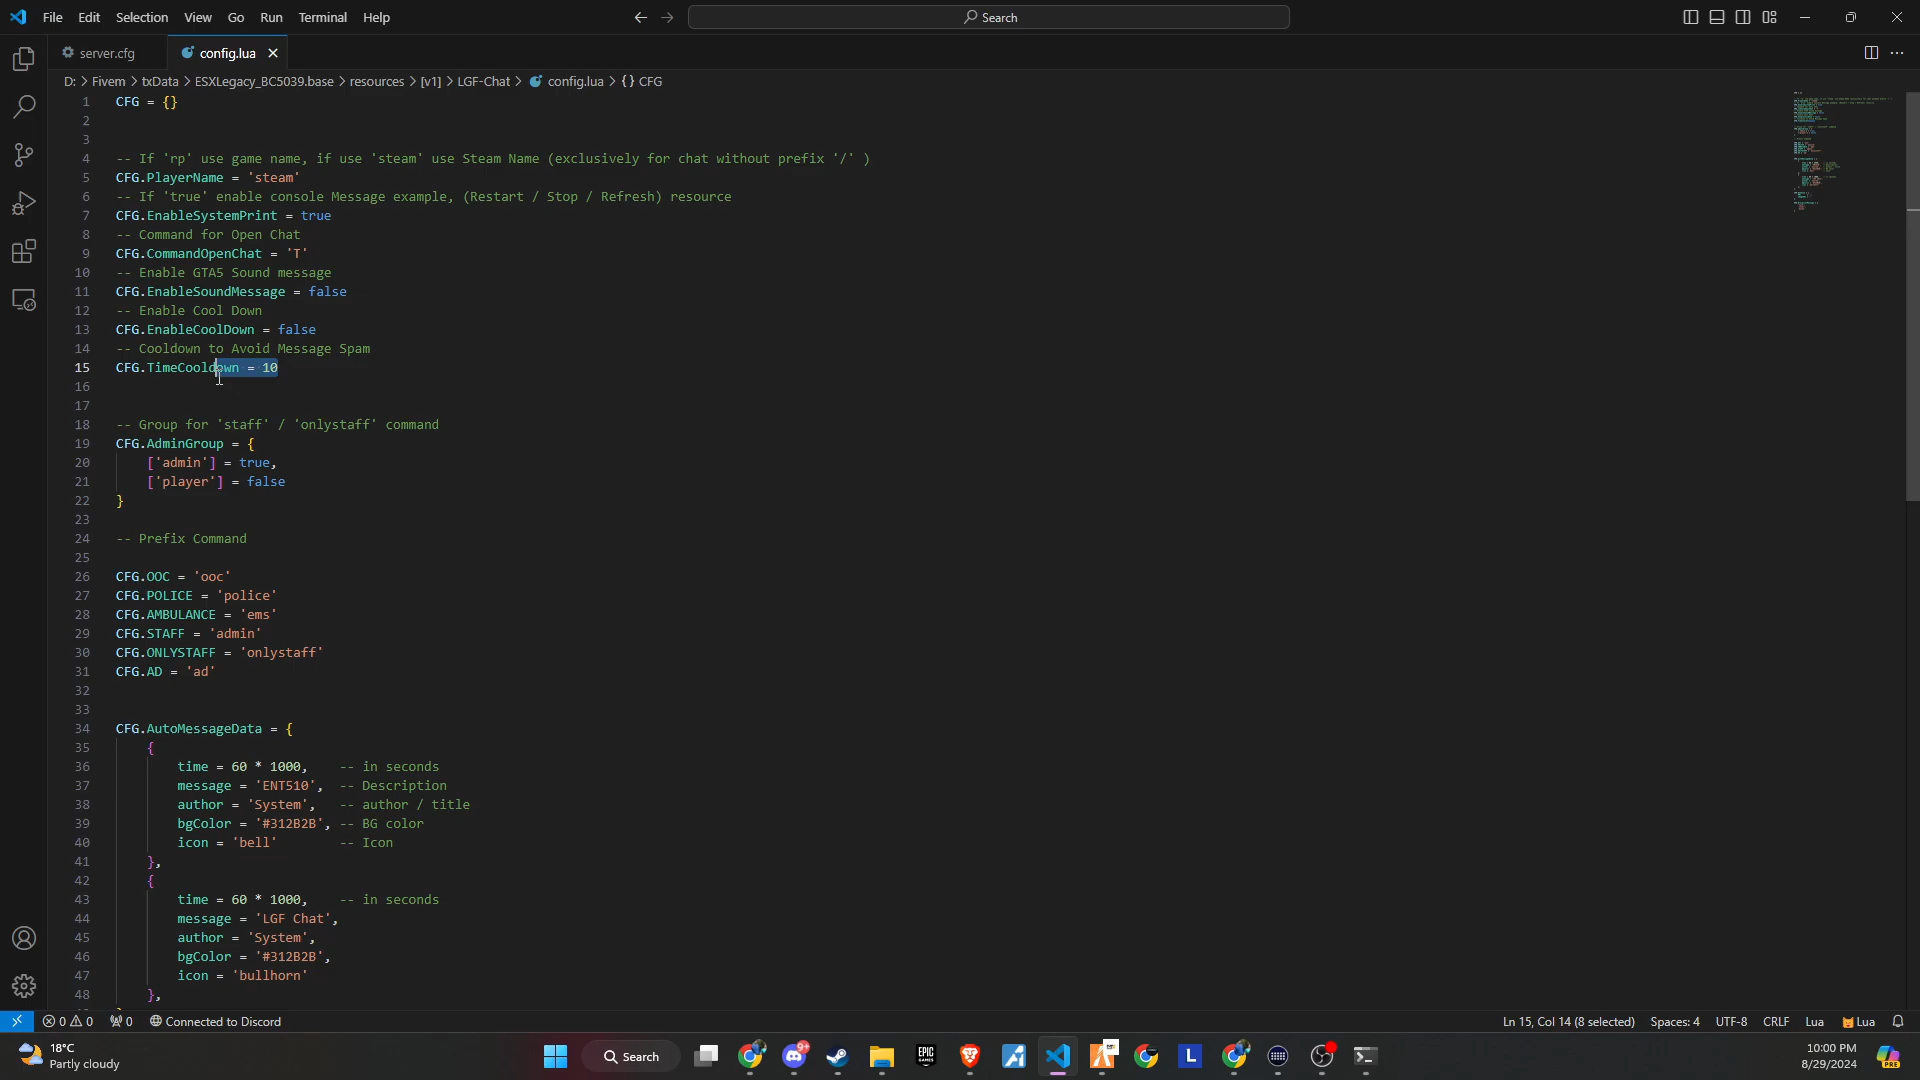 File Edit Selection View Go Run Terminal Help
Search
server.cfg
config.lua
D: > Fivem > txData > ESXLegacy_BC5039.base > resources > [v1] > LGF-Chat > config.lua > {} CFG
1 CFG = {}
2
3
4 -- If 'rp' use game name, if use 'steam' use Steam Name (exclusively for chat without prefix '/' )
5 CFG.PlayerName = 'steam'
6 -- If 'true' enable console Message example, (Restart / Stop / Refresh) resource
7 CFG.EnableSystemPrint = true
8 -- Command for Open Chat
9 CFG.CommandOpenChat = 'T'
10 -- Enable GTA5 Sound message
11 CFG.EnableSoundMessage = false
12 -- Enable Cool Down
13 CFG.EnableCoolDown = false
14 -- Cooldown to Avoid Message Spam
15 CFG.TimeCooldown = 10
16
17
18 -- Group for 'staff' / 'onlystaff' command
19 CFG.AdminGroup = {
20 ['admin'] = true,
21 ['player'] = false
22 }
23
24 -- Prefix Command
25
26 CFG.OOC = 'ooc'
27 CFG.POLICE = 'police'
28 CFG.AMBULANCE = 'ems'
29 CFG.STAFF = 'admin'
30 CFG.ONLYSTAFF = 'onlystaff'
31 CFG.AD = 'ad'
32
33
34 CFG.AutoMessageData = {
35 {
36 time = 60 * 1000, -- in seconds
37 message = 'ENT510', -- Description
38 author = 'System', -- author / title
39 bgColor = '#312B2B', -- BG color
40 icon = 'bell' -- Icon
41 },
42 {
43 time = 60 * 1000, -- in seconds
44 message = 'LGF Chat',
45 author = 'System',
46 bgColor = '#312B2B',
47 icon = 'bullhorn'
48 },
0 0 0 Connected to Discord
Ln 15, Col 14 (8 selected) Spaces: 4 UTF-8 CRLF Lua Lua
18°C
Partly cloudy
Search
9+
EPIC GAMES
L
PRE
10:00 PM
8/29/2024